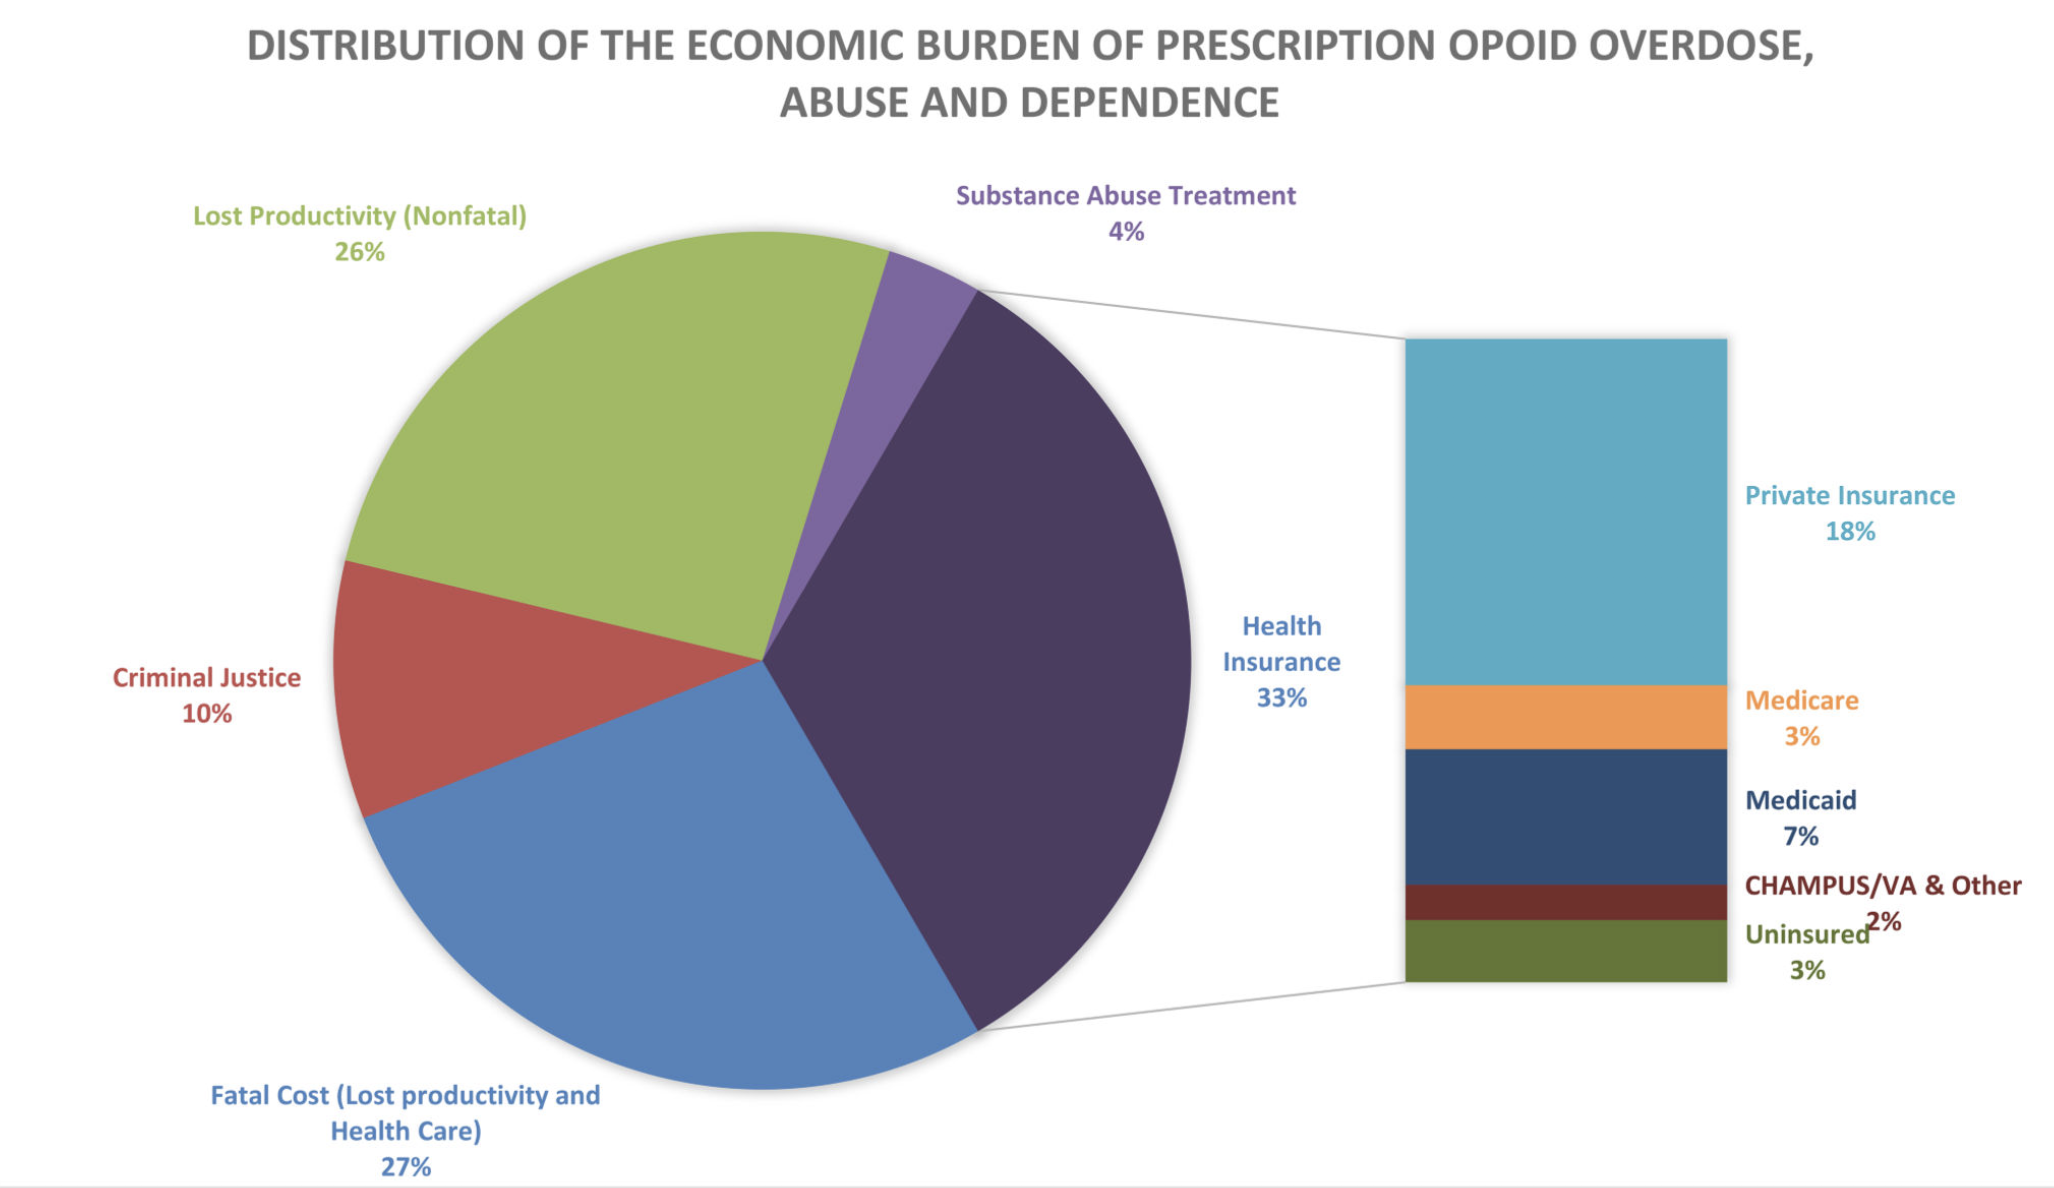 DISTRIBUTION OF THE ECONOMIC BURDEN OF PRESCRIPTION OPOID OVERDOSE,
ABUSE AND DEPENDENCE
Substance Abuse Treatment
4%
Lost Productivity (Nonfatal)
26%
Private Insurance
18%
Health
Insurance
33%
Criminal Justice
10%
Medicare
3%
Medicaid
7%
CHAMPUS/VA & Other
2%
Uninsured
3%
Fatal Cost (Lost productivity and
Health Care)
27%